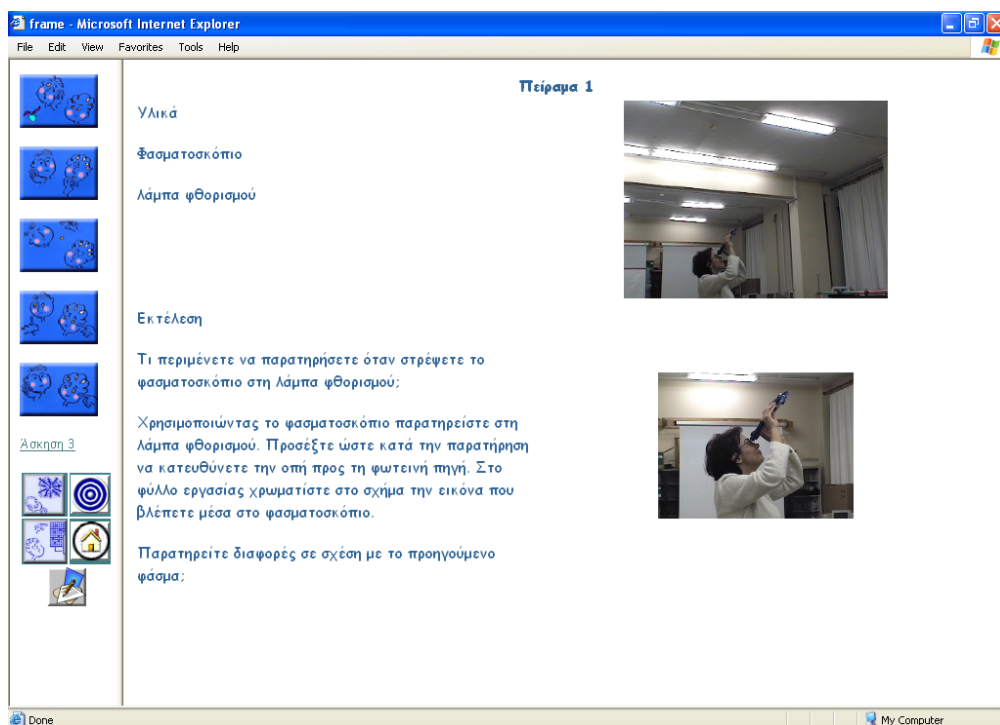 frame - Microsoft Internet Explorer
File Edit View Favorites Tools Help
Πείραμα 1
Υλικά
Φασματοσκόπιο
Λάμπα φθορισμού
Εκτέλεση
Τι περιμένετε να παρατηρήσετε όταν στρέψετε το
φασματοσκόπιο στη λάμπα φθορισμού;
Χρησιμοποιώντας το φασματοσκόπιο παρατηρείστε στη
λάμπα φθορισμού. Προσέξτε ώστε κατά την παρατήρηση
να κατευθύνετε την οπή προς τη φωτεινή πηγή. Στο
φύλλο εργασίας χρωματίστε στο σχήμα την εικόνα που
βλέπετε μέσα στο φασματοσκόπιο.
Παρατηρείτε διαφορές σε σχέση με το προηγούμενο
φάσμα;
Άσκηση 3
Done
My Computer